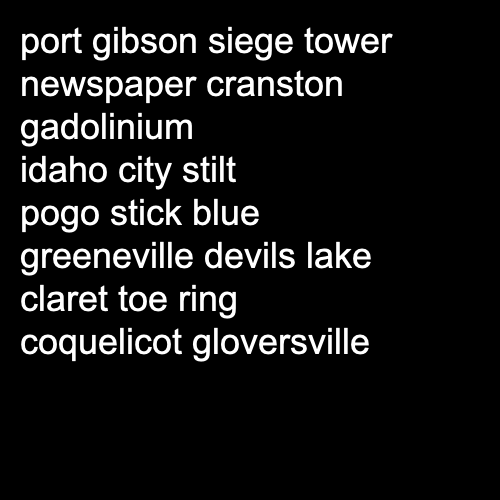 port gibson siege tower
newspaper cranston
gadolinium
idaho city stilt
pogo stick blue
greeneville devils lake
claret toe ring
coquelicot gloversville